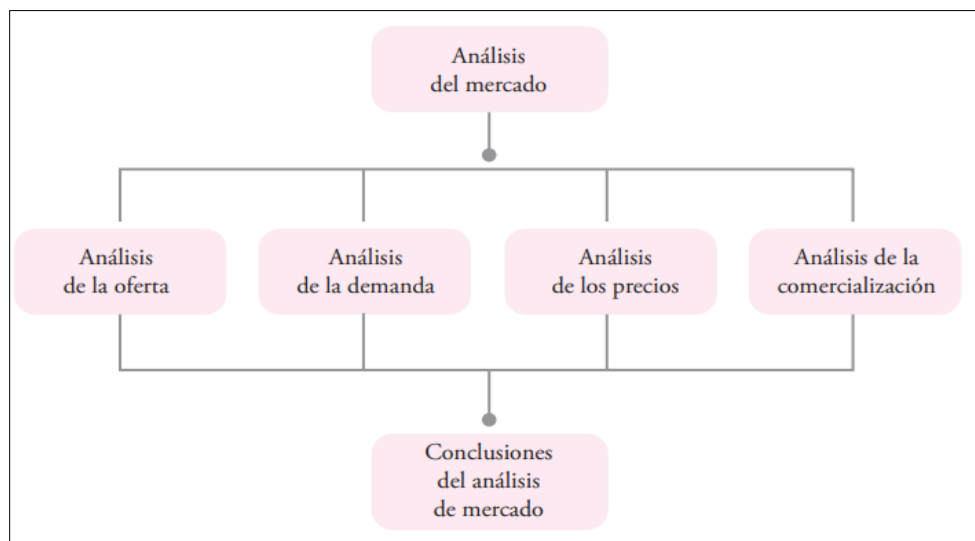 Análisis
del mercado
Análisis
de la oferta
Análisis
de la demanda
Análisis
de los precios
Análisis de la
comercialización
Conclusiones
del análisis
de mercado